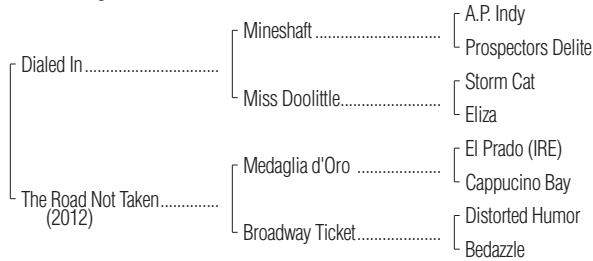 A.P. Indy
Mineshaft
Prospectors Delite
Dialed In
Storm Cat
Miss Doolittle
Eliza
El Prado (IRE)
Medaglia d'Oro
Cappucino Bay
The Road Not Taken
(2012)
Distorted Humor
Broadway Ticket
Bedazzle